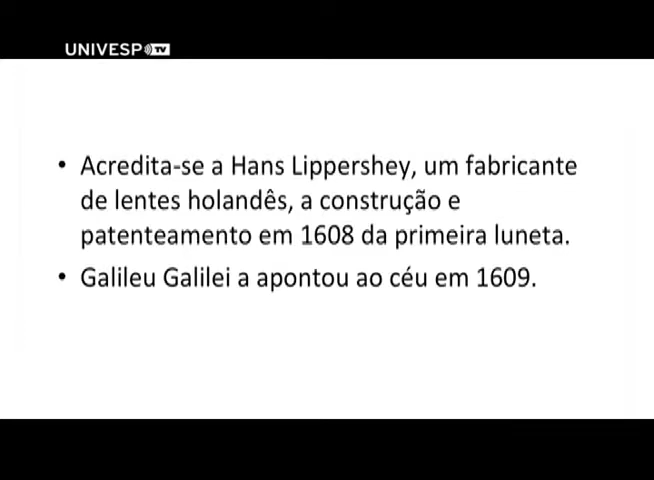 UNIVESP TV
• Acredita-se a Hans Lippershey, um fabricante
de lentes holandês, a construção e
patenteamento em 1608 da primeira luneta.
• Galileu Galilei a apontou ao céu em 1609.